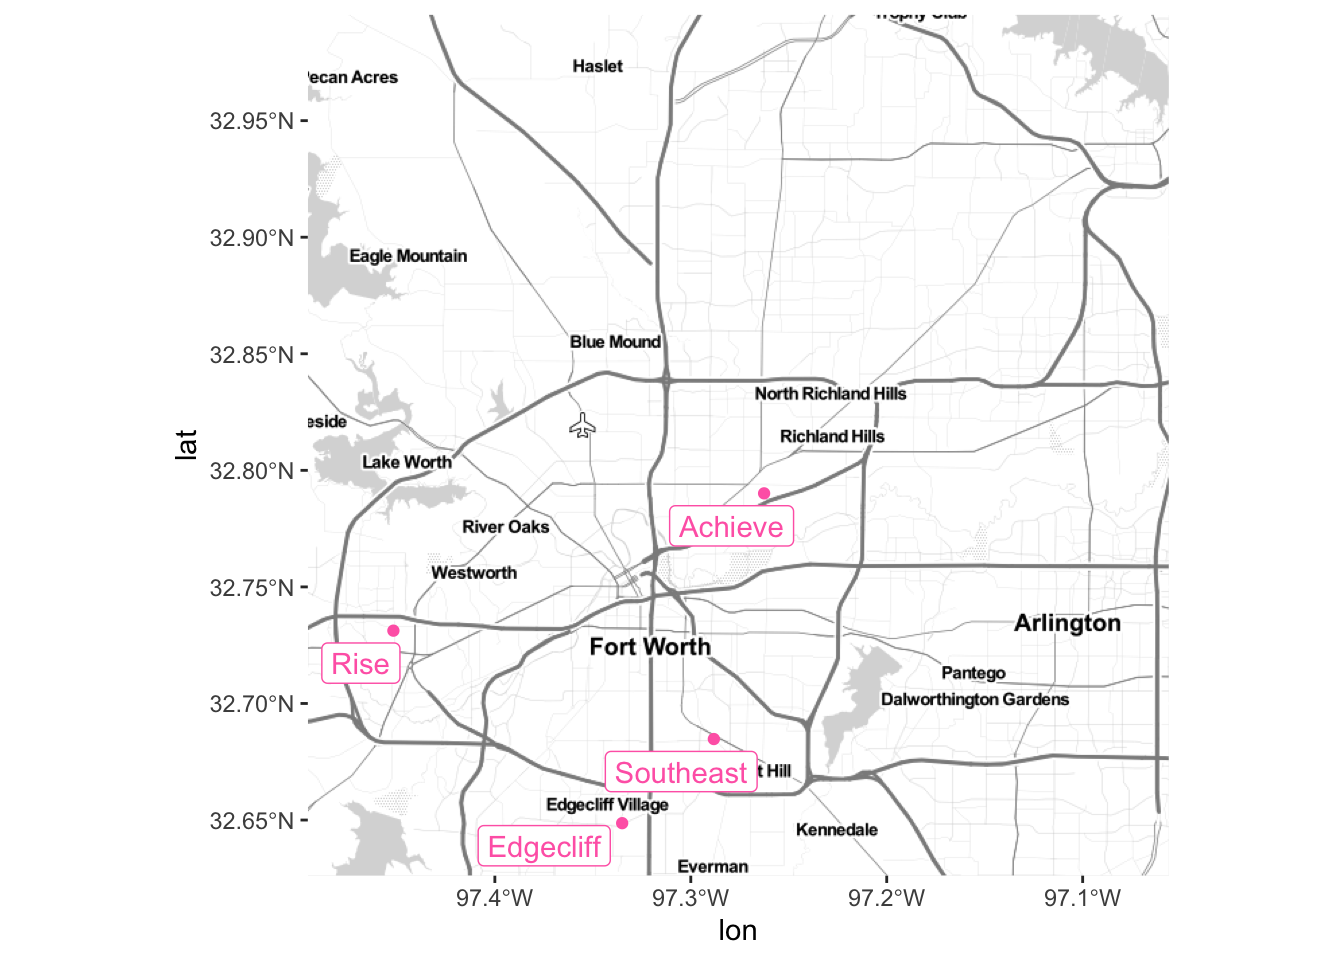 Trophy Club
Haslet
ecan Acres
32.95°N
32.90°N
Eagle Mountain
32.85°N
Blue Mound
North Richland Hills
eside
Richland Hills
lat
Lake Worth
32.80°N
Achieve
River Oaks
Westworth
32.75°N
Arlington
Fort Worth
Rise
Pantego
32.70°N
Dalworthington Gardens
Southeast
t Hill
Edgecliff Village
32.65°N
Kennedale
Edgecliff
Everman
97.4°W
97.3°W
97.2°W
97.1°W
lon